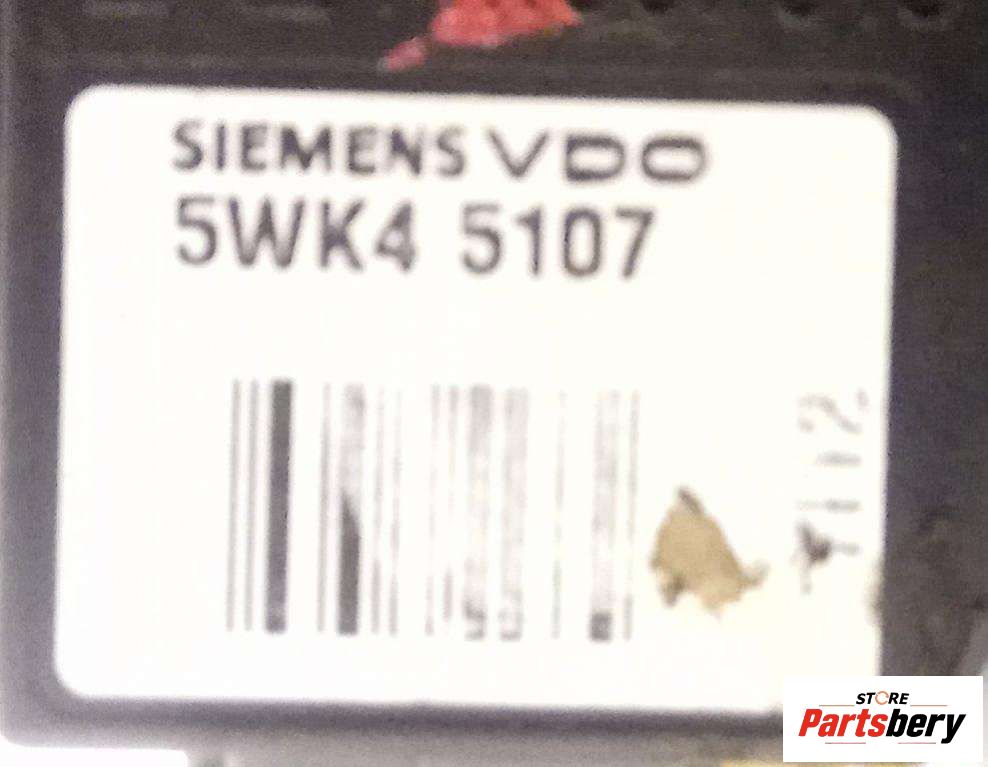 SIEMENS VDO
5WK4 5107
STORE
Partsbery